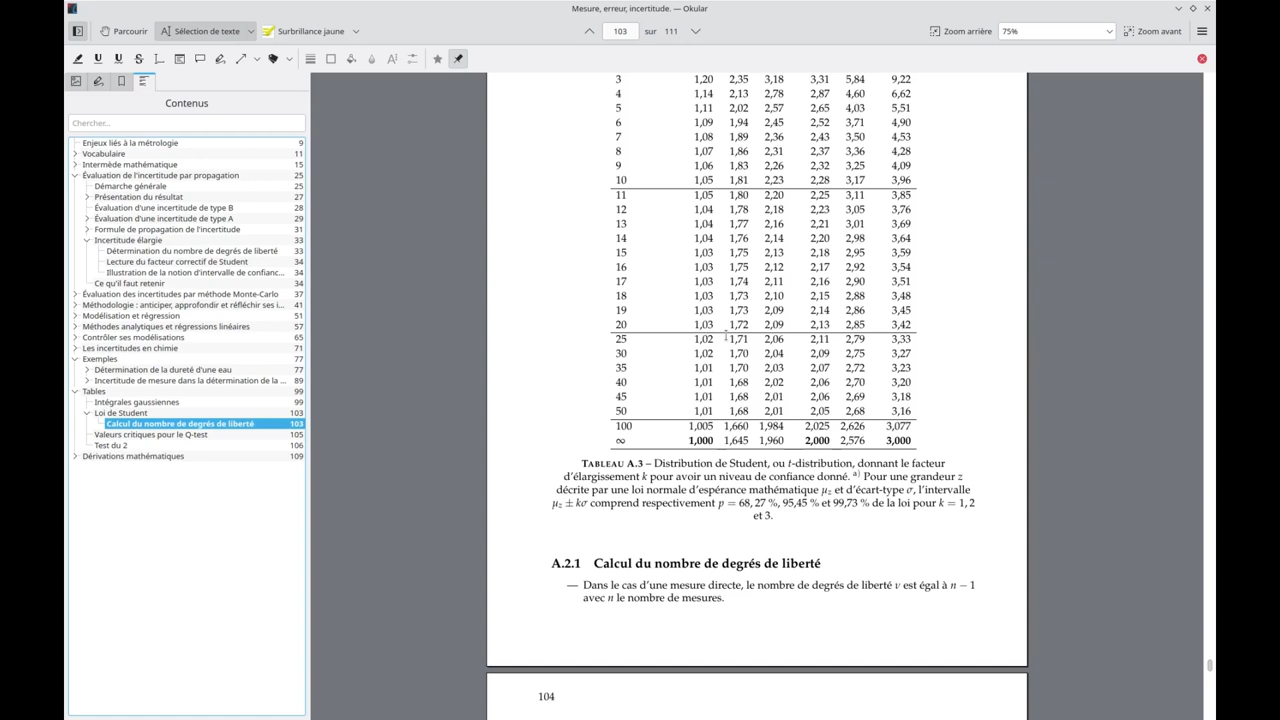 Mesure, erreur, incertitude. — Okular
Parcourir
Sélection de texte
Surbrillance jaune
103 sur 111
Zoom arrière
75%
Zoom avant
Contenus
Chercher...
Enjeux liés à la métrologie 9
Vocabulaire 11
Intermède mathématique 15
Évaluation de l'incertitude par propagation 25
Démarche générale 25
Présentation du résultat 27
Évaluation d'une incertitude de type B 28
Évaluation d'une incertitude de type A 29
Formule de propagation de l'incertitude 31
Incertitude élargie 33
Détermination du nombre de degrés de liberté 33
Lecture du facteur correctif de Student 34
Illustration de la notion d'intervalle de confianc... 34
Ce qu'il faut retenir 34
Évaluation des incertitudes par méthode Monte-Carlo 37
Méthodologie : anticiper, approfondir et réfléchir ses i... 41
Modélisation et régression 51
Méthodes analytiques et régressions linéaires 57
Contrôler ses modélisations 65
Les incertitudes en chimie 71
Exemples 77
Détermination de la dureté d'une eau 77
Incertitude de mesure dans la détermination de la ... 89
Tables 99
Intégrales gaussiennes 99
Loi de Student 103
Calcul du nombre de degrés de liberté 103
Valeurs critiques pour le Q-test 105
Test du 2 106
Dérivations mathématiques 109
3 1,20 2,35 3,18 3,31 5,84 9,22
4 1,14 2,13 2,78 2,87 4,60 6,62
5 1,11 2,02 2,57 2,65 4,03 5,51
6 1,09 1,94 2,45 2,52 3,71 4,90
7 1,08 1,89 2,36 2,43 3,50 4,53
8 1,07 1,86 2,31 2,37 3,36 4,28
9 1,06 1,83 2,26 2,32 3,25 4,09
10 1,05 1,81 2,23 2,28 3,17 3,96
11 1,05 1,80 2,20 2,25 3,11 3,85
12 1,04 1,78 2,18 2,23 3,05 3,76
13 1,04 1,77 2,16 2,21 3,01 3,69
14 1,04 1,76 2,14 2,20 2,98 3,64
15 1,03 1,75 2,13 2,18 2,95 3,59
16 1,03 1,75 2,12 2,17 2,92 3,54
17 1,03 1,74 2,11 2,16 2,90 3,51
18 1,03 1,73 2,10 2,15 2,88 3,48
19 1,03 1,73 2,09 2,14 2,86 3,45
20 1,03 1,72 2,09 2,13 2,85 3,42
25 1,02 1,71 2,06 2,11 2,79 3,33
30 1,02 1,70 2,04 2,09 2,75 3,27
35 1,01 1,70 2,03 2,07 2,72 3,23
40 1,01 1,68 2,02 2,06 2,70 3,20
45 1,01 1,68 2,01 2,06 2,69 3,18
50 1,01 1,68 2,01 2,05 2,68 3,16
100 1,005 1,660 1,984 2,025 2,626 3,077
∞ 1,000 1,645 1,960 2,000 2,576 3,000
TABLEAU A.3 – Distribution de Student, ou t-distribution, donnant le facteur
d'élargissement k pour avoir un niveau de confiance donné. a) Pour une grandeur z
décrite par une loi normale d'espérance mathématique μz et d'écart-type σ, l'intervalle
μz ± kσ comprend respectivement p = 68, 27 %, 95,45 % et 99,73 % de la loi pour k = 1, 2
et 3.
A.2.1 Calcul du nombre de degrés de liberté
— Dans le cas d'une mesure directe, le nombre de degrés de liberté ν est égal à n − 1
avec n le nombre de mesures.
104